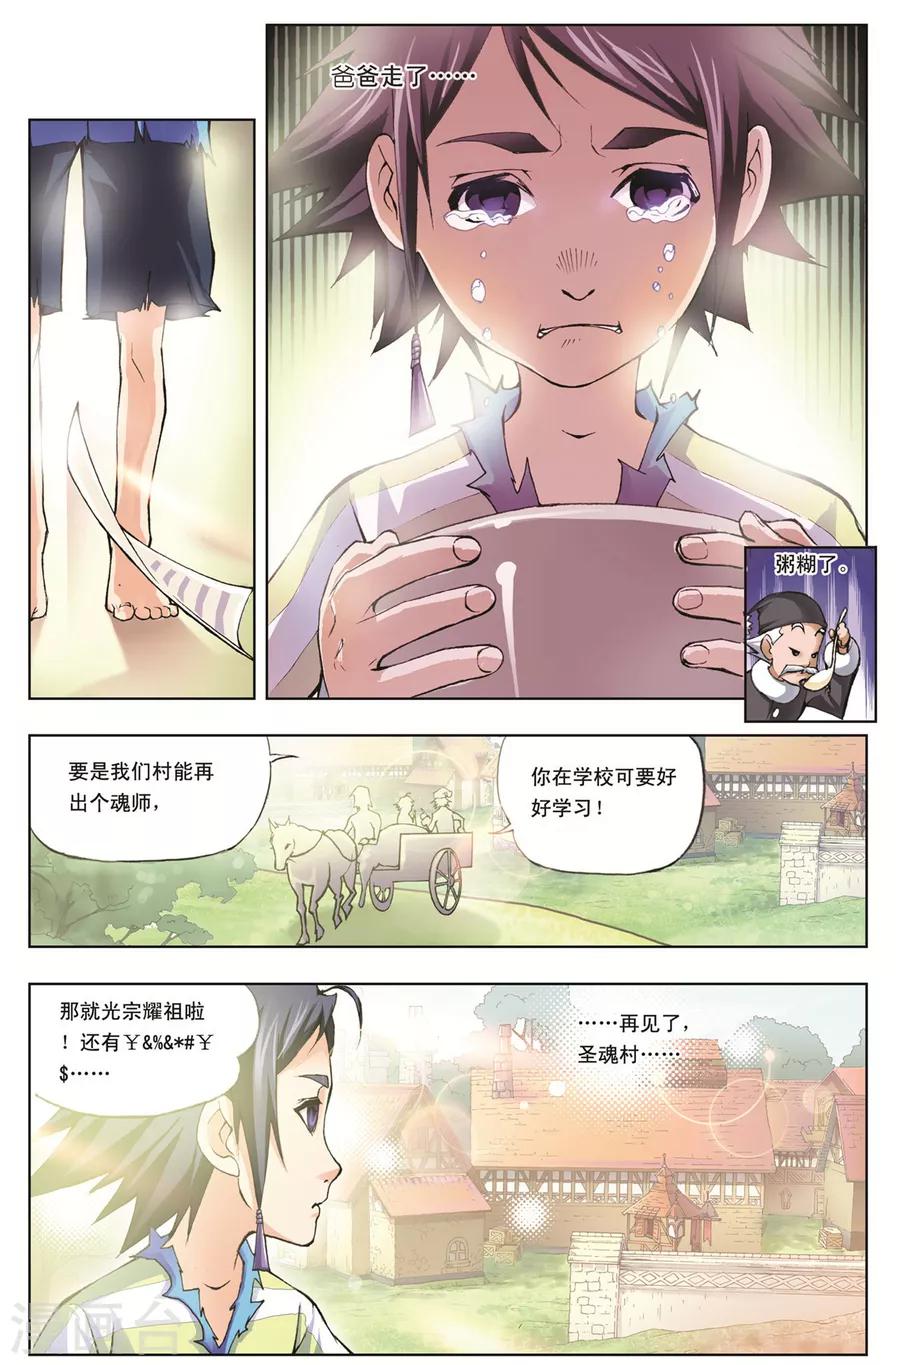 爸爸走了……
粥糊了。
要是我们村能再
出个魂师，
你在学校可要好
好学习！
那就光宗耀祖啦
！还有￥&%&*#￥
$……
……再见了，
圣魂村……
漫画台